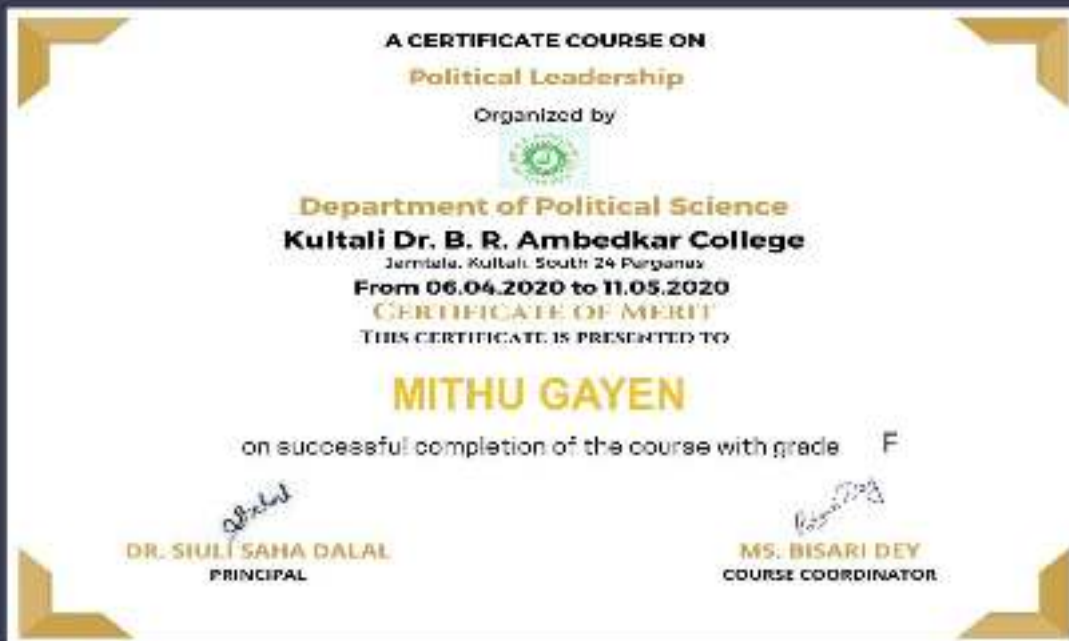 A CERTIFICATE COURSE ON
Political Leadership
Organized by
Department of Political Science
Kultali Dr. B. R. Ambedkar College
Jamtala, Kultali, South 24 Parganas
From 06.04.2020 to 11.05.2020
CERTIFICATE OF MERIT
THIS CERTIFICATE IS PRESENTED TO
MITHU GAYEN
on successful completion of the course with grade F
DR. SIULI SAHA DALAL
PRINCIPAL
MS. BISARI DEY
COURSE COORDINATOR